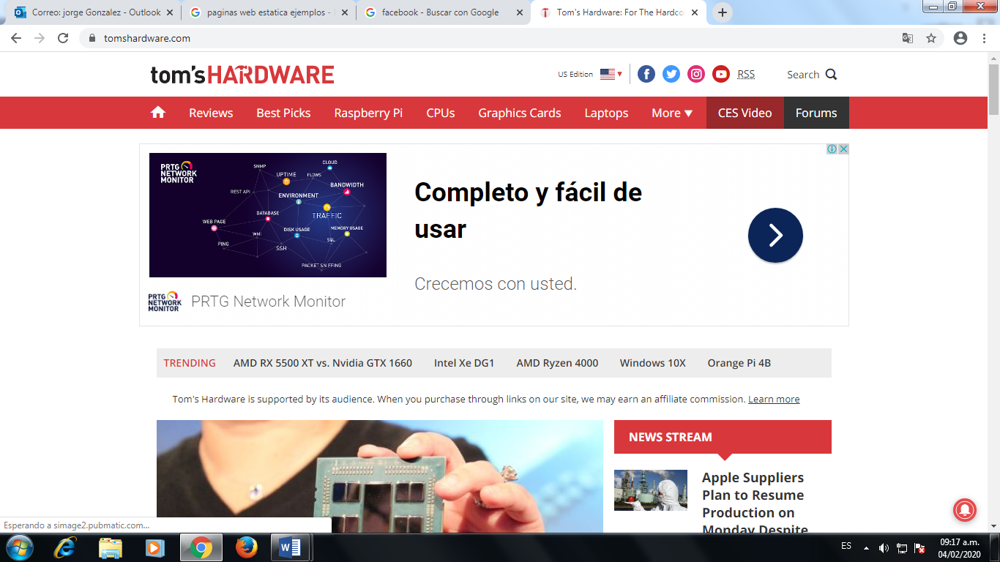 Correo: jorge Gonzalez - Outlook
paginas web estatica ejemplos -
facebook - Buscar con Google
Tom's Hardware: For The Hardco
tomshardware.com
tom'sHARDWARE
US Edition
RSS
Search
Reviews
Best Picks
Raspberry Pi
CPUs
Graphics Cards
Laptops
More
CES Video
Forums
PRTG
NETWORK
MONITOR
SNMP
UPTIME
FLOWS
CLOUD
BANDWIDTH
REST API
ENVIRONMENT
DATABASE
TRAFFIC
WEB PAGE
WMI
DISK USAGE
MEMORY USAGE
PING
SSH
SQL
PACKET SNIFFING
Completo y fácil de
usar
Crecemos con usted.
PRTG
NETWORK
MONITOR
PRTG Network Monitor
TRENDING
AMD RX 5500 XT vs. Nvidia GTX 1660
Intel Xe DG1
AMD Ryzen 4000
Windows 10X
Orange Pi 4B
Tom's Hardware is supported by its audience. When you purchase through links on our site, we may earn an affiliate commission. Learn more
NEWS STREAM
Apple Suppliers
Plan to Resume
Production on
Monday Despite
Esperando a simage2.pubmatic.com...
ES
09:17 a.m.
04/02/2020